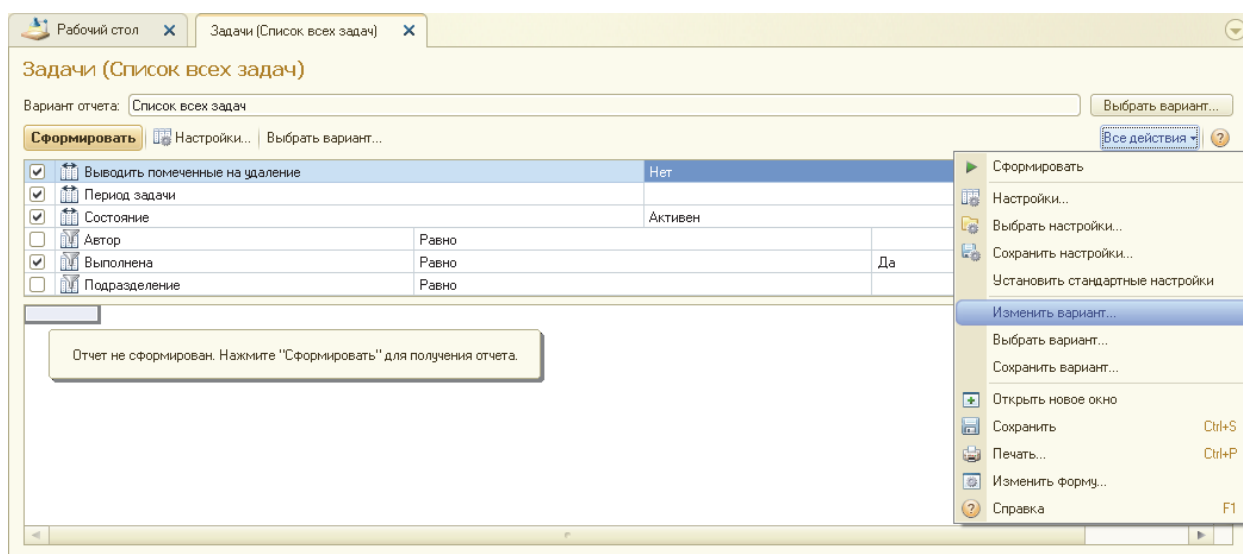 Рабочий стол
Задачи (Список всех задач)
Задачи (Список всех задач)
Вариант отчета: Список всех задач Выбрать вариант...
Сформировать Настройки... Выбрать вариант... Все действия
Выводить помеченные на удаление Нет
Период задачи
Состояние Активен
Автор Равно
Выполнена Равно Да
Подразделение Равно
Отчет не сформирован. Нажмите "Сформировать" для получения отчета.
Сформировать
Настройки...
Выбрать настройки...
Сохранить настройки...
Установить стандартные настройки
Изменить вариант...
Выбрать вариант...
Сохранить вариант...
Открыть новое окно
Сохранить Ctrl+S
Печать... Ctrl+P
Изменить форму...
Справка F1